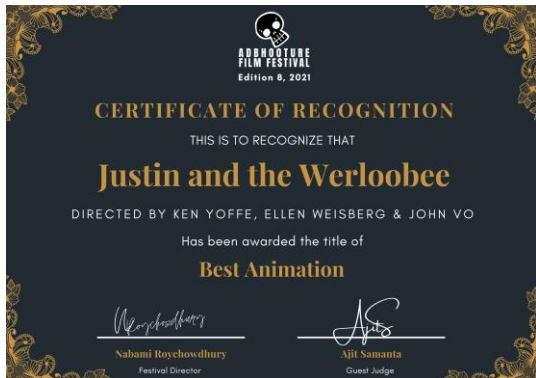 ADBHOOTURE
FILM FESTIVAL
Edition 8, 2021
CERTIFICATE OF RECOGNITION
THIS IS TO RECOGNIZE THAT
Justin and the Werloobee
DIRECTED BY KEN YOFFE, ELLEN WEISBERG & JOHN VO
Has been awarded the title of
Best Animation
NRoychowdhury
Ajit S
Nabami Roychowdhury
Ajit Samanta
Festival Director
Guest Judge